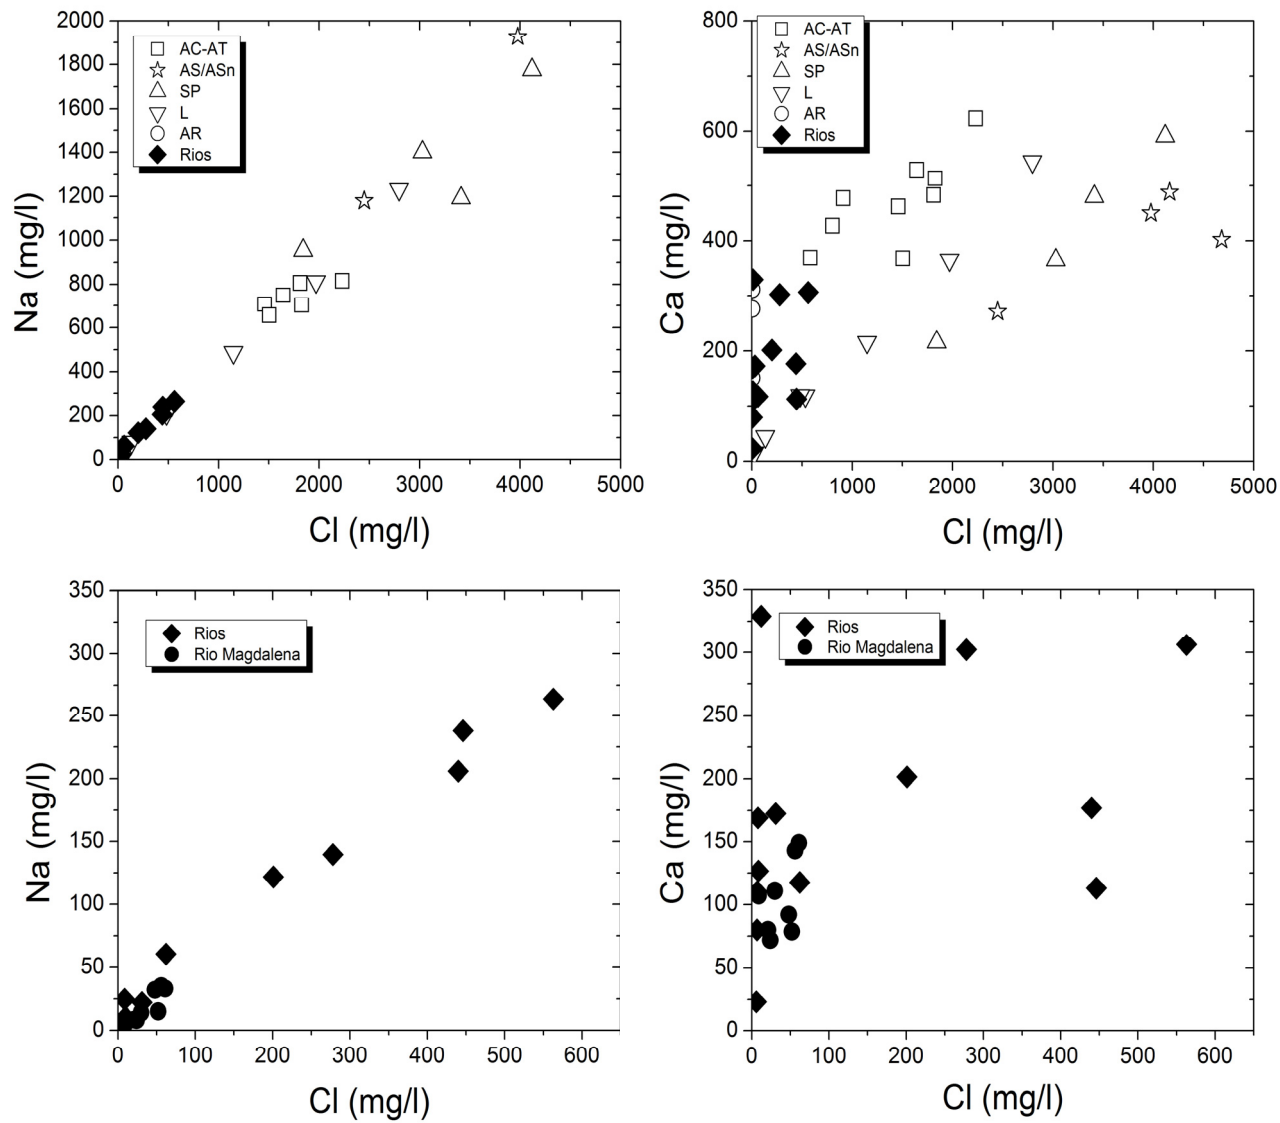 2000
1800
1600
1400
1200
1000
800
600
400
200
0
Na (mg/l)
AC-AT
AS/ASn
SP
L
AR
Rios
0 1000 2000 3000 4000 5000
Cl (mg/l)
800
600
400
200
0
Ca (mg/l)
AC-AT
AS/ASn
SP
L
AR
Rios
0 1000 2000 3000 4000 5000
Cl (mg/l)
350
300
250
200
150
100
50
0
Na (mg/l)
Rios
Rio Magdalena
0 100 200 300 400 500 600
Cl (mg/l)
350
300
250
200
150
100
50
0
Ca (mg/l)
Rios
Rio Magdalena
0 100 200 300 400 500 600
Cl (mg/l)